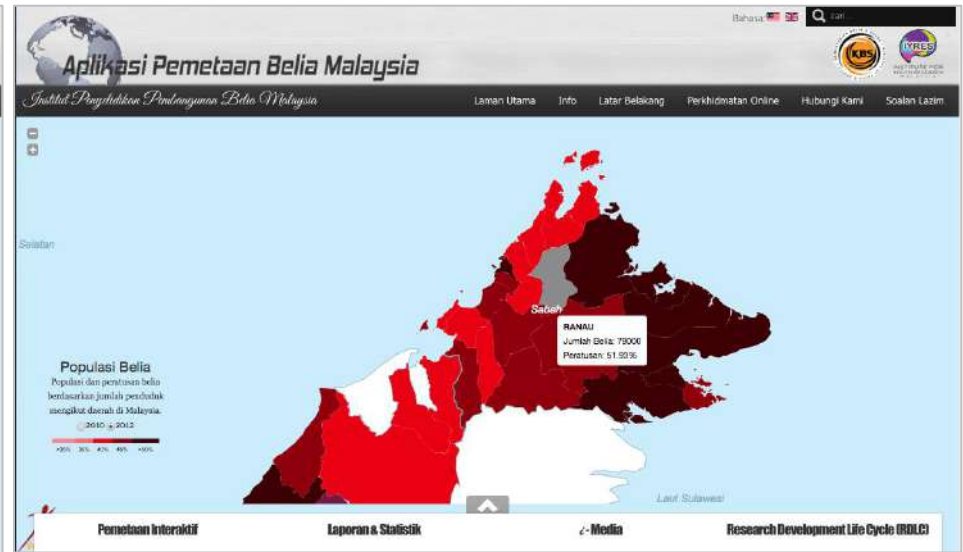 Bahasa:
cari...
Aplikasi Pemetaan Belia Malaysia
KBS
IYRES
Institut Penyelidikan Pembangunan Belia Malaysia
Laman Utama Info Latar Belakang Perkhidmatan Online Hubungi Kami Soalan Lazim
Selatan
Sabah
RANAU
Jumlah Belia: 79000
Peratusan: 51.93%
Populasi Belia
Populasi dan peratusan belia
berdasarkan jumlah penduduk
mengikut daerah di Malaysia.
2010 2012
Laut Sulawesi
Pemetaan Interaktif Laporan & Statistik i-Media Research Development Life Cycle (RDLC)